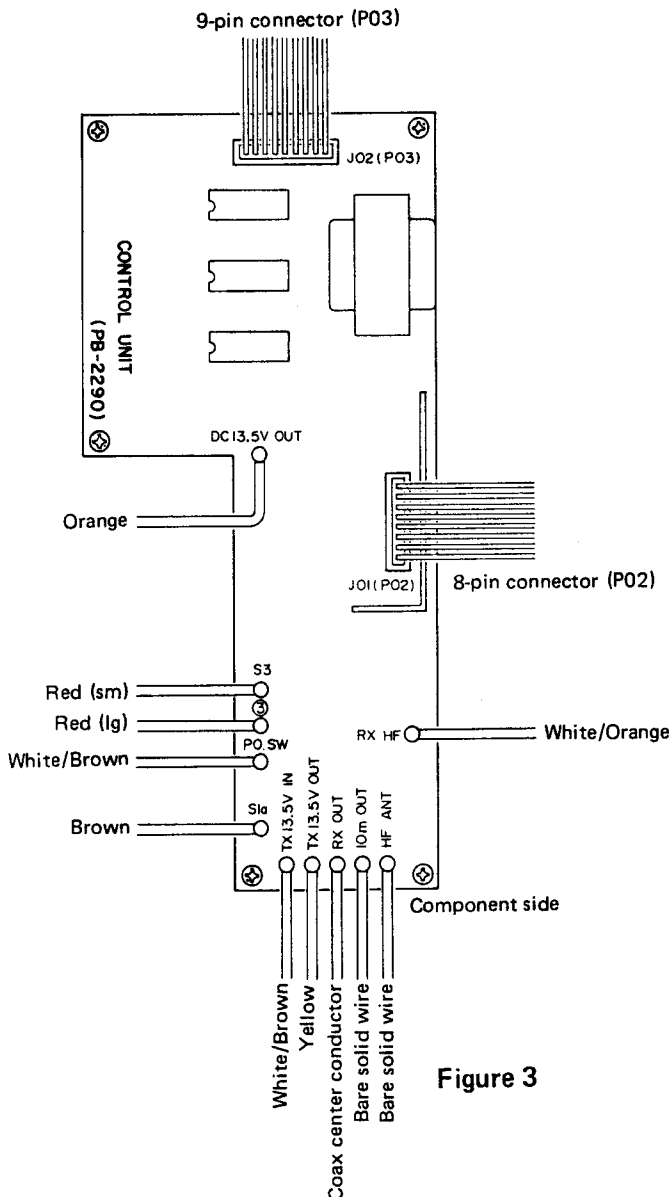 9-pin connector (P03)
J02(P03)
CONTROL UNIT
(PB-2290)
DC13.5V OUT
Orange
J01(P02)
8-pin connector (P02)
S3
Red (sm)
3
Red (lg)
PO.SW
White/Brown
RX HF
White/Orange
S1a
Brown
TX13.5V IN
TX13.5V OUT
RX OUT
10m OUT
HF ANT
Component side
White/Brown
Yellow
Coax center conductor
Bare solid wire
Bare solid wire
Figure 3